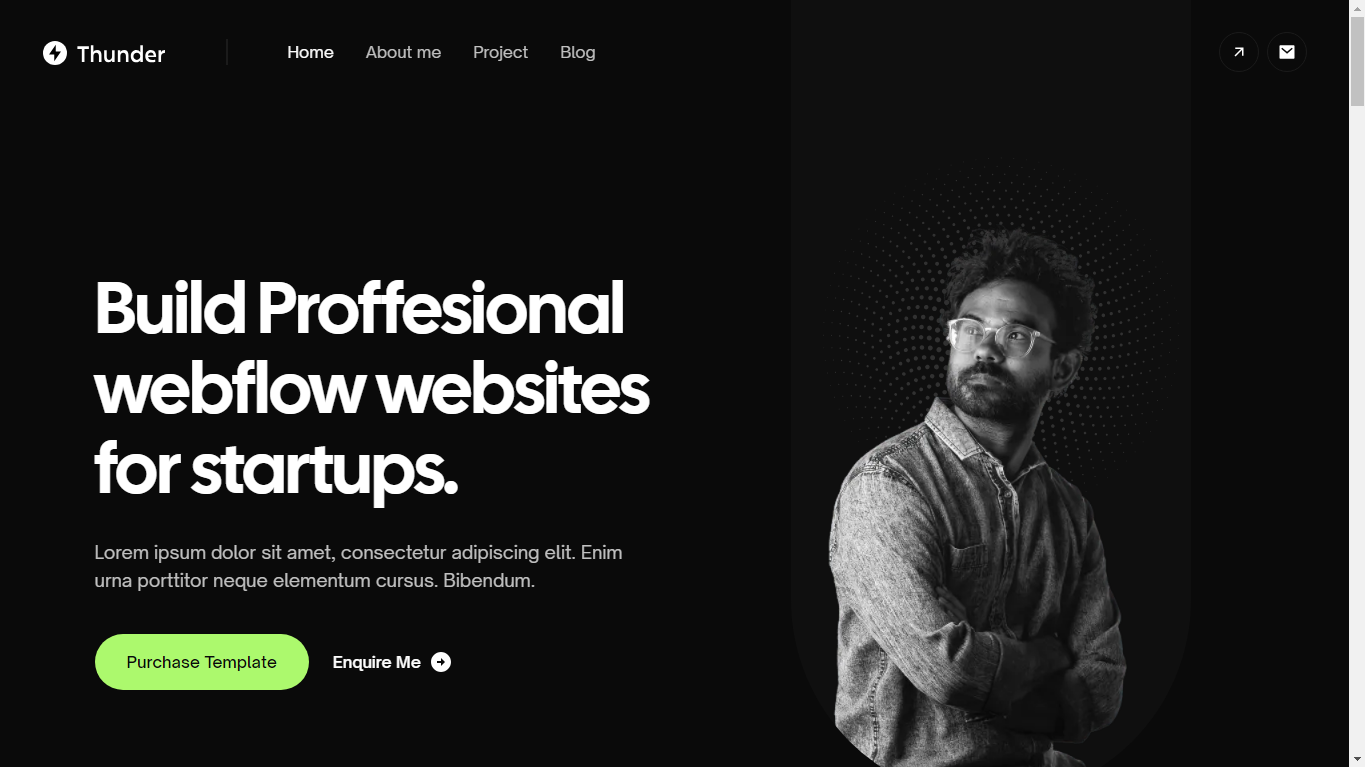 Thunder
Home About me Project Blog
Build Proffesional
webflow websites
for startups.
Lorem ipsum dolor sit amet, consectetur adipiscing elit. Enim
urna porttitor neque elementum cursus. Bibendum.
Purchase Template Enquire Me